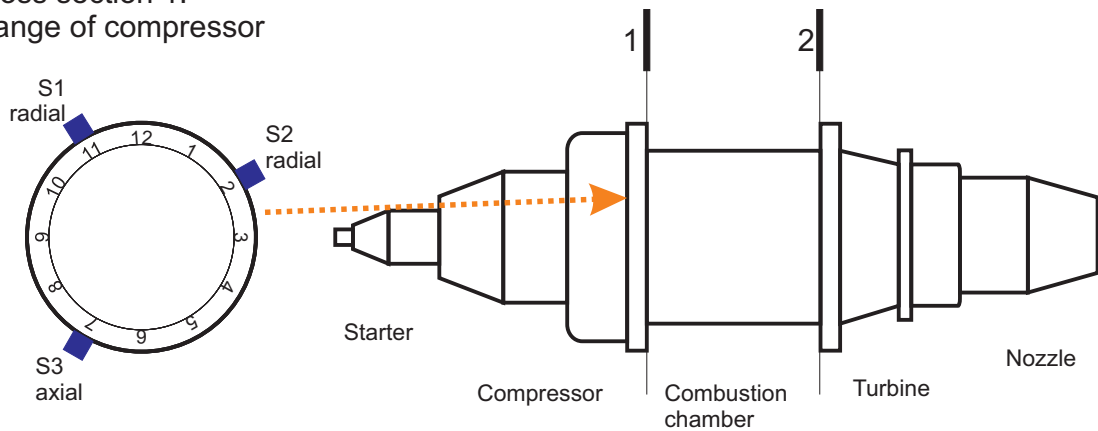 ange of compressor
1
2
S1
radial
S2
radial
12
1
2
3
4
5
6
7
8
9
10
11
S3
axial
Starter
Compressor
Combustion
chamber
Turbine
Nozzle